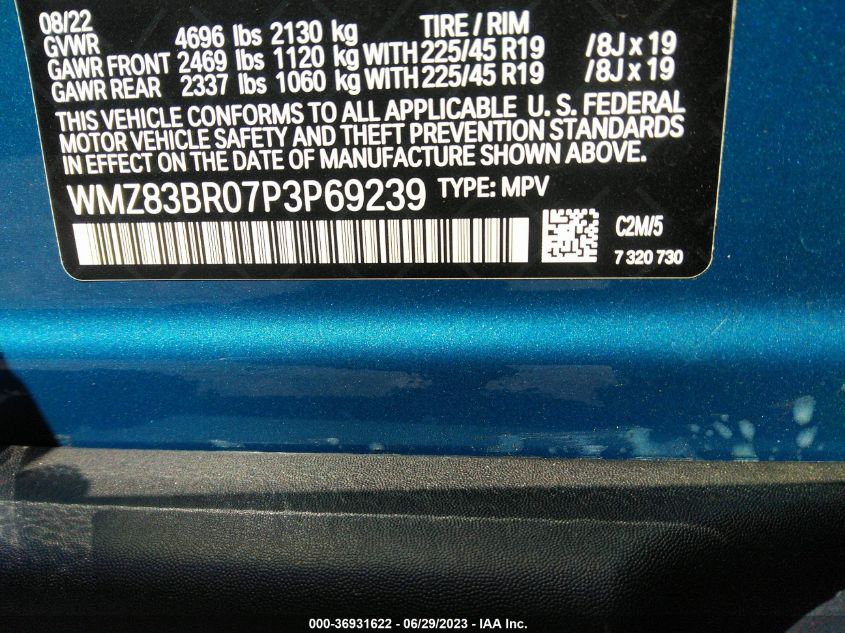 08/22
GVWR 4696 lbs 2130 kg TIRE / RIM
GAWR FRONT 2469 lbs 1120 kg WITH 225/45 R19 /8J x 19
GAWR REAR 2337 lbs 1060 kg WITH 225/45 R19 /8J x 19
THIS VEHICLE CONFORMS TO ALL APPLICABLE U. S. FEDERAL
MOTOR VEHICLE SAFETY AND THEFT PREVENTION STANDARDS
IN EFFECT ON THE DATE OF MANUFACTURE SHOWN ABOVE.
WMZ83BR07P3P69239 TYPE: MPV
C2M/5
7 320 730
000-36931622 - 06/29/2023 - IAA Inc.